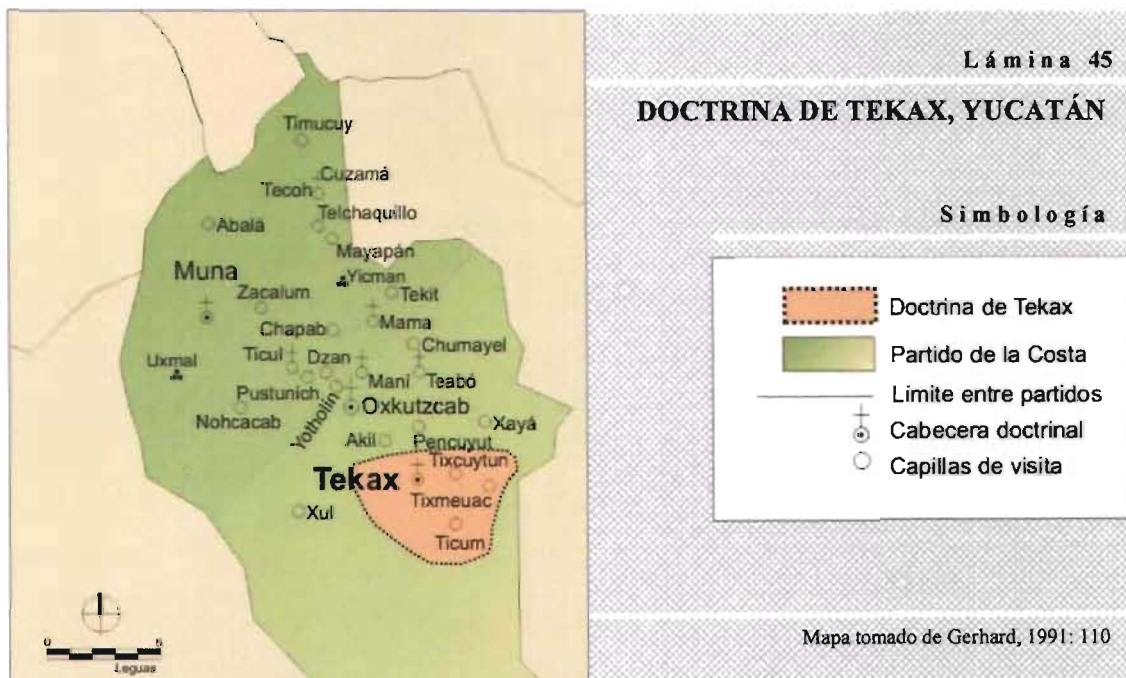 Lámina 45
DOCTRINA DE TEKAX, YUCATÁN
Simbología
Doctrina de Tekax
Partido de la Costa
Límite entre partidos
Cabecera doctrinal
Capillas de visita
Mapa tomado de Gerhard, 1991: 110
Timucuy
Cuzamá
Tecoh
Telchaquillo
Abalá
Mayapán
Muna
Yicman
Zacalum
Tekit
Chapab
Mama
Chumayel
Uxmal
Ticul
Dzan
Maní
Teabó
Pustunich
Oxkutzcab
Nohcacab
Yotholin
Xayá
Akil
Pencuyut
Tekax
Tixcuytun
Tixmeuac
Xul
Ticum
0 5
Leguas